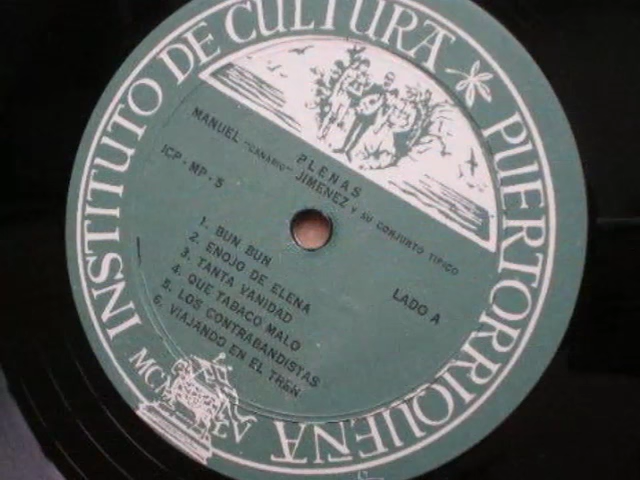 INSTITUTO DE CULTURA PUERTORRIQUEÑA
PLENAS
MANUEL "CANARIO" JIMENEZ Y SU CONJUNTO TIPICO
ICP - MP - 5
LADO A
1. BUN BUN
2. ENOJO DE ELENA
3. TANTA VANIDAD
4. QUE TABACO MALO
5. LOS CONTRABANDISTAS
6. VIAJANDO EN EL TREN